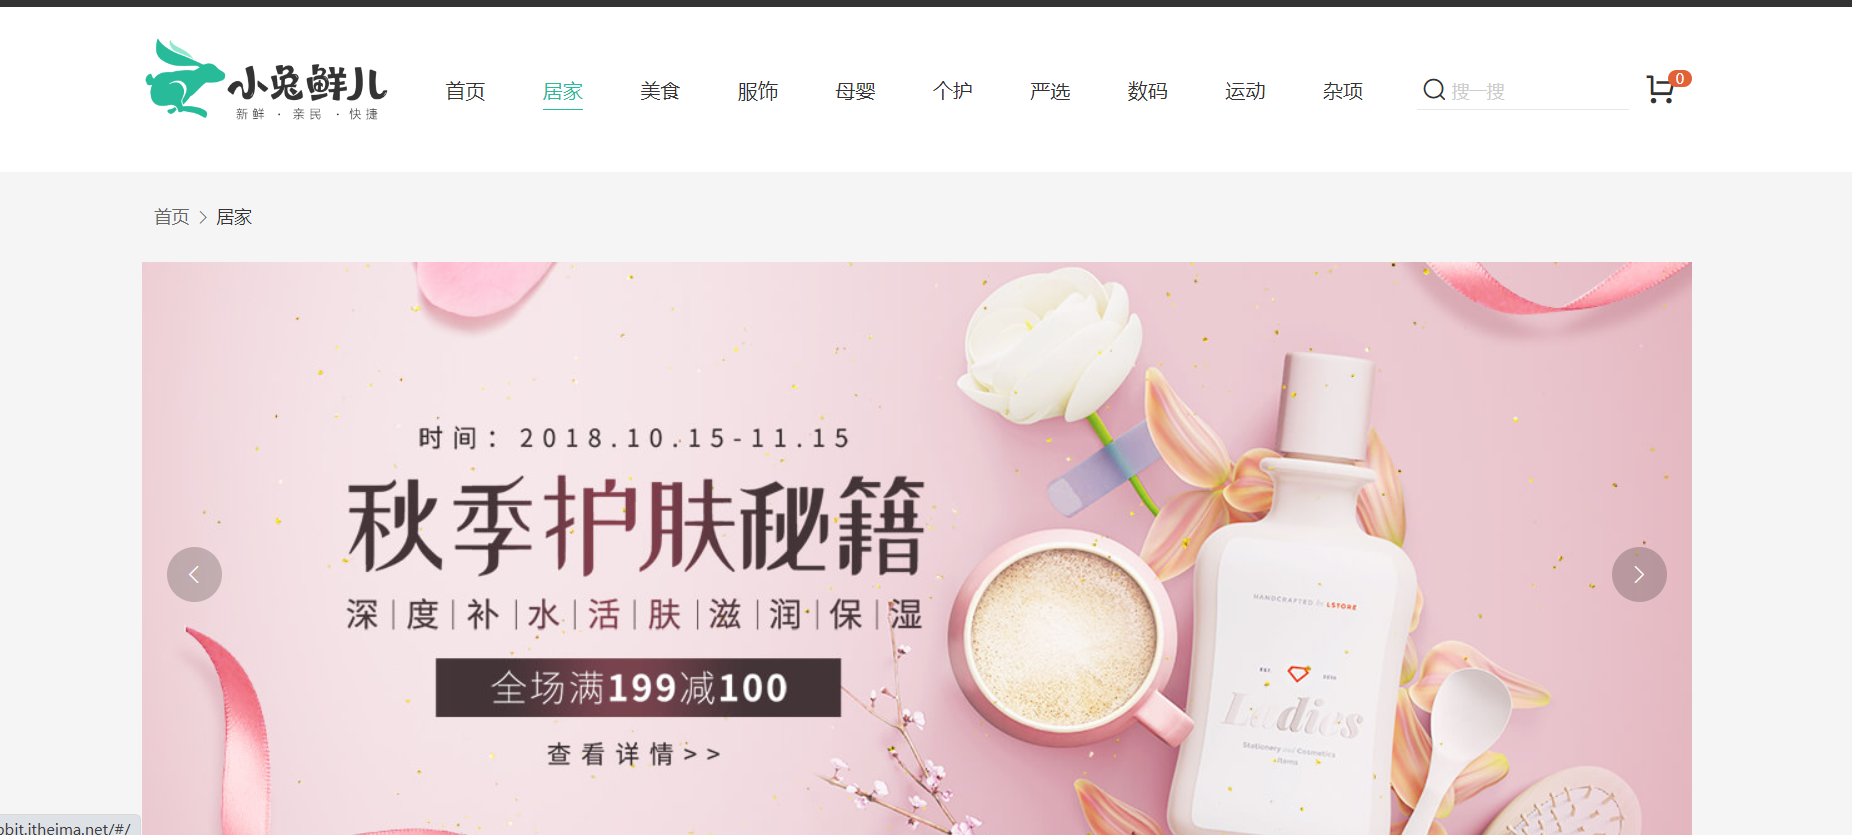 小兔鲜儿
新鲜 · 亲民 · 快捷
首页 居家 美食 服饰 母婴 个护 严选 数码 运动 杂项 搜一搜 0
首页 > 居家
时间：2018.10.15-11.15
秋季护肤秘籍
深|度|补|水|活|肤|滋|润|保|湿
全场满199减100
查看详情>>
HANDCRAFTED by LSTORE
EST.
Ladies
Stationery and Cosmetics
Items
bbit.itheima.net/#/